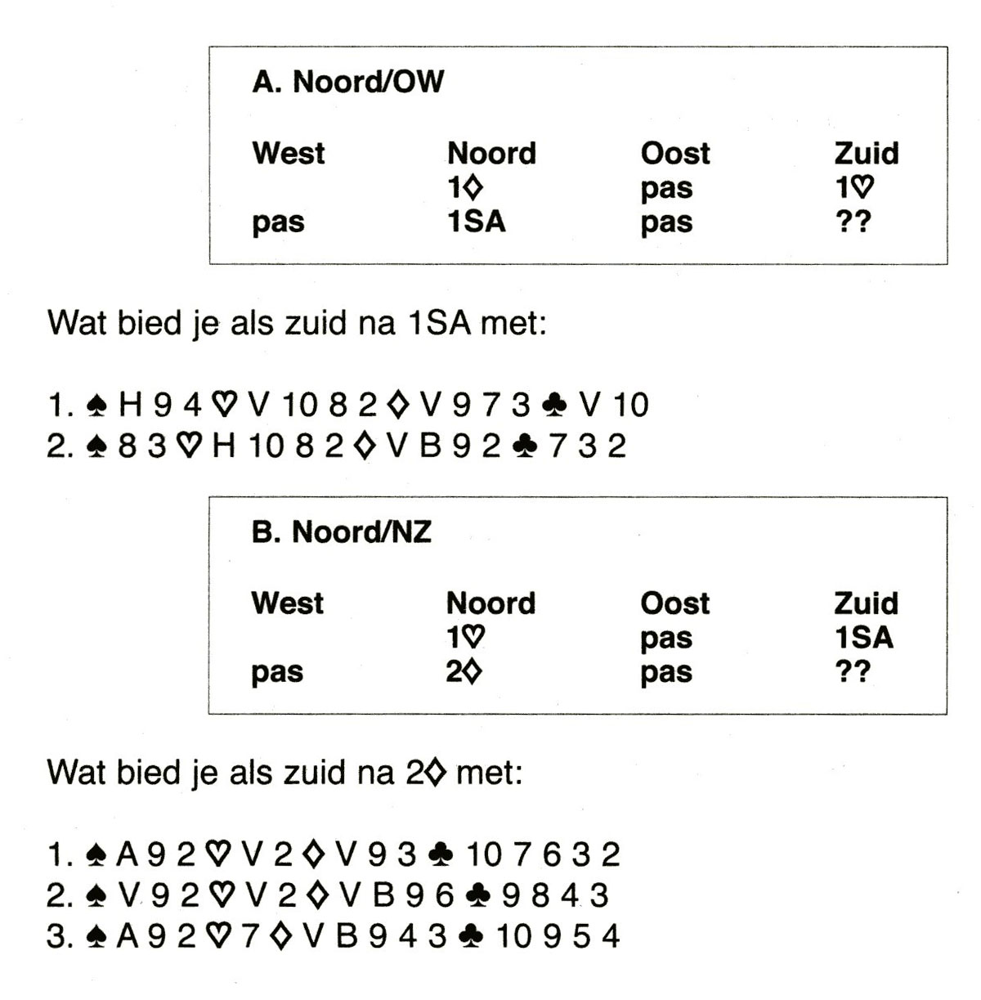 A. Noord/OW
West Noord Oost Zuid
1♢ pas 1♡
pas 1SA pas ??
Wat bied je als zuid na 1SA met:
1. ♠ H 9 4 ♡ V 10 8 2 ♢ V 9 7 3 ♣ V 10
2. ♠ 8 3 ♡ H 10 8 2 ♢ V B 9 2 ♣ 7 3 2
B. Noord/NZ
West Noord Oost Zuid
1♡ pas 1SA
pas 2♢ pas ??
Wat bied je als zuid na 2♢ met:
1. ♠ A 9 2 ♡ V 2 ♢ V 9 3 ♣ 10 7 6 3 2
2. ♠ V 9 2 ♡ V 2 ♢ V B 9 6 ♣ 9 8 4 3
3. ♠ A 9 2 ♡ 7 ♢ V B 9 4 3 ♣ 10 9 5 4